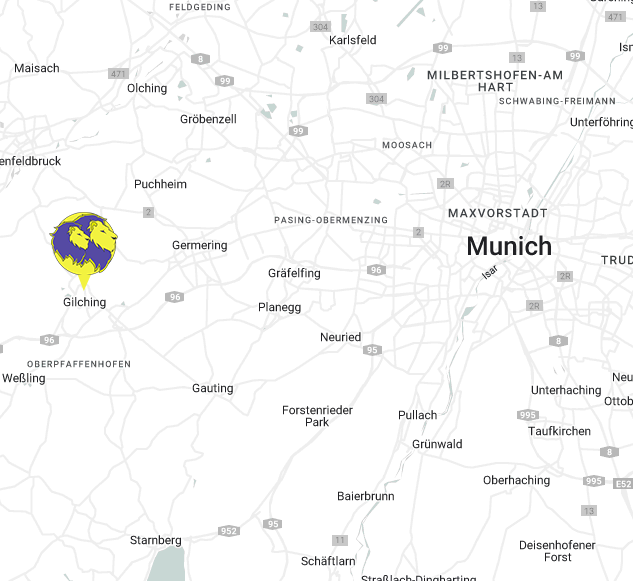 FELDGEDING
13
471
Karlsfeld
304
99
Isn
8
13
Maisach
471
99
MILBERTSHOFEN-AM
HART
Olching
304
SCHWABING-FREIMANN
Gröbenzell
Unterföhring
99
MOOSACH
enfeldbruck
Puchheim
2R
2
PASING-OBERMENZING
MAXVORSTADT
2
Germering
Munich
TRUD
Gräfelfing
96
Isar
2R
Gilching
96
Planegg
2R
96
Neuried
8
95
OBERPFAFFENHOFEN
Weßling
Gauting
Neu
Unterhaching
Ottob
Forstenrieder
Park
Pullach
995
Taufkirchen
Grünwald
8
Oberhaching
995
E52
Baierbrunn
13
952
95
Starnberg
11
Deisenhofener
Forst
Schäftlarn
Straßlach-Dingharting